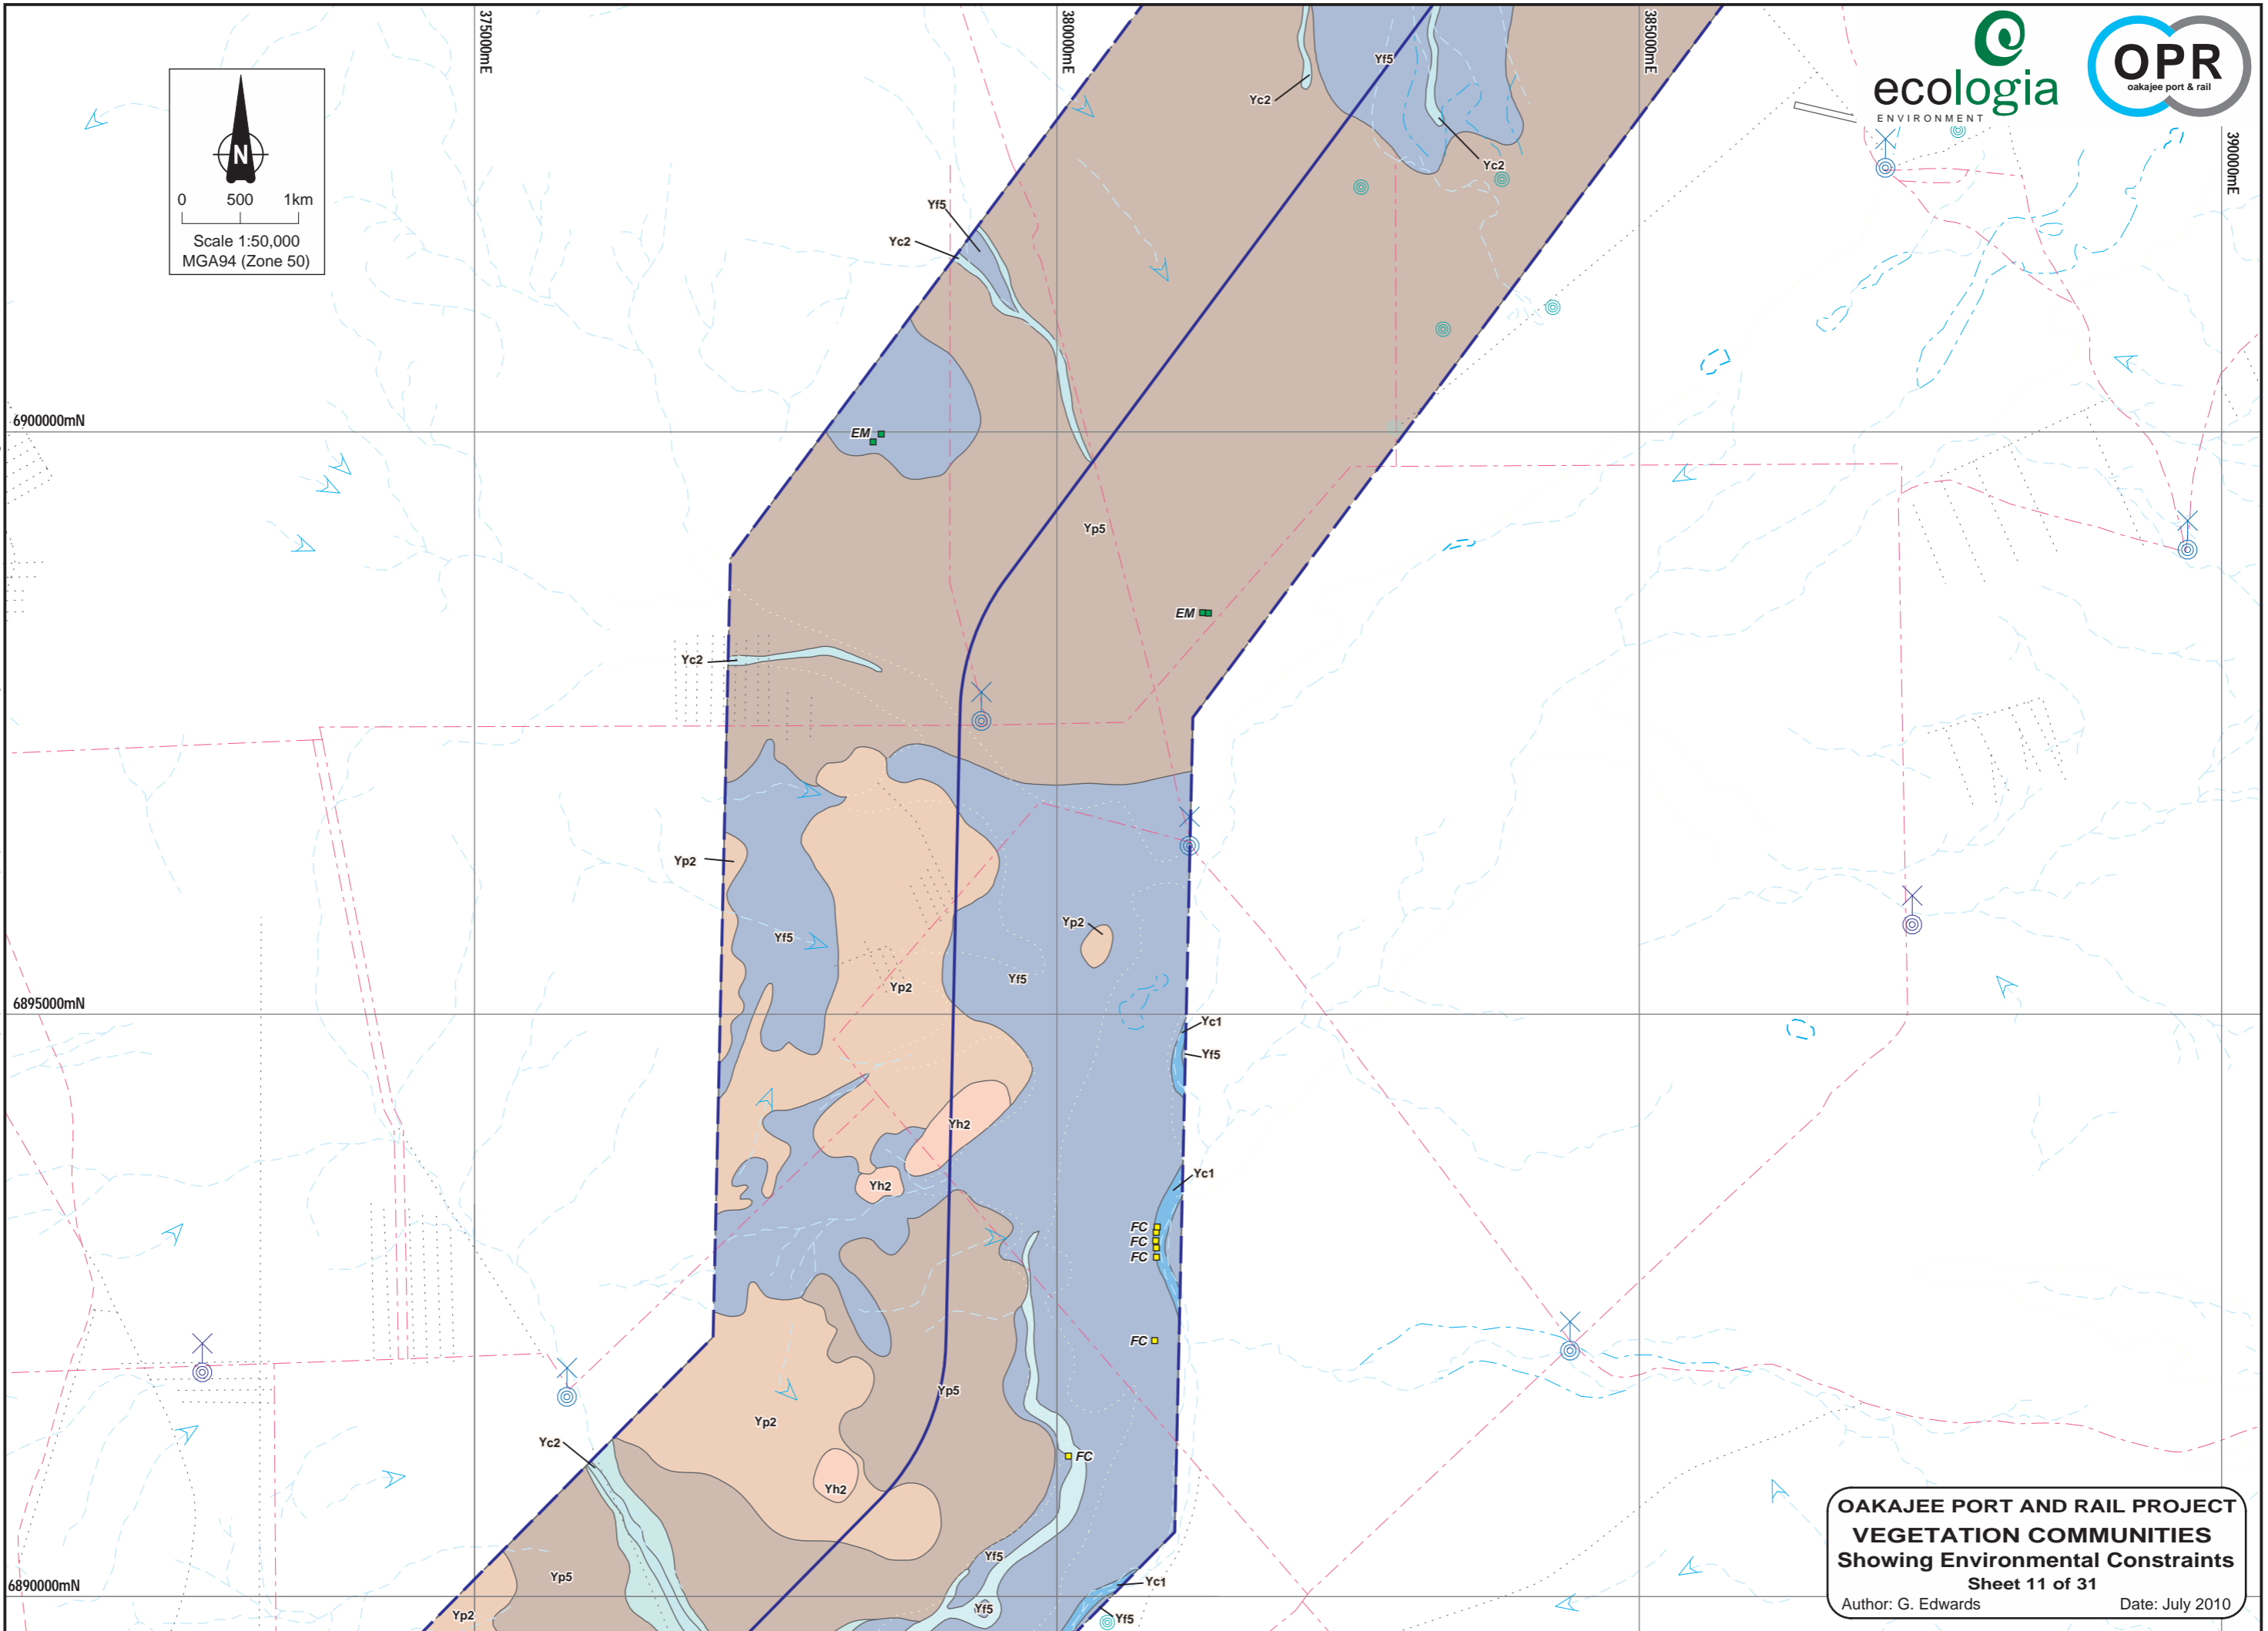 375000mE
380000mE
385000mE
390000mE
ecologia
ENVIRONMENT
OPR
oakajee port & rail
N
0 500 1km
Scale 1:50,000
MGA94 (Zone 50)
Yf5
Yc2
Yc2
Yf5
Yc2
6900000mN
EM
Yp5
EM
Yc2
Yp2
Yp2
Yf5
Yf5
Yp2
6895000mN
Yc1
Yf5
Yh2
Yc1
Yh2
FC
FC
FC
FC
Yp5
Yp2
Yc2
FC
Yh2
Yf5
Yp5
Yc1
6890000mN
Yf5
Yp2
Yf5
OAKAJEE PORT AND RAIL PROJECT
VEGETATION COMMUNITIES
Showing Environmental Constraints
Sheet 11 of 31
Author: G. Edwards Date: July 2010